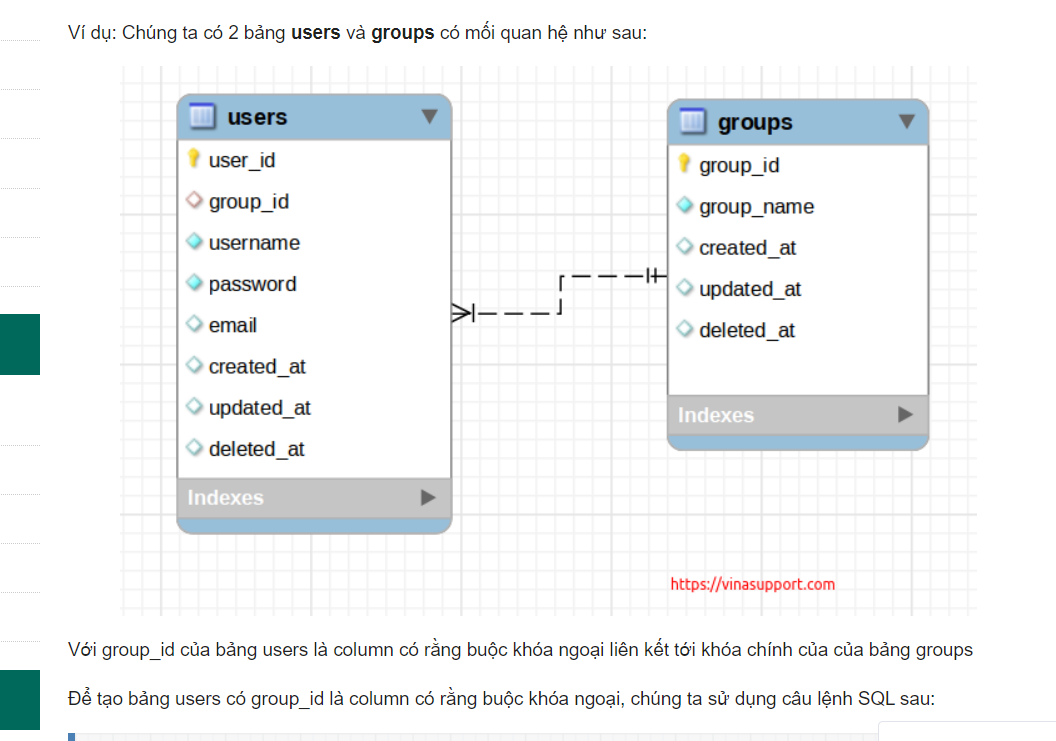 Ví dụ: Chúng ta có 2 bảng users và groups có mối quan hệ như sau:
users
user_id
group_id
username
password
email
created_at
updated_at
deleted_at
Indexes
groups
group_id
group_name
created_at
updated_at
deleted_at
Indexes
https://vinasupport.com
Với group_id của bảng users là column có rằng buộc khóa ngoại liên kết tới khóa chính của của bảng groups
Để tạo bảng users có group_id là column có rằng buộc khóa ngoại, chúng ta sử dụng câu lệnh SQL sau: